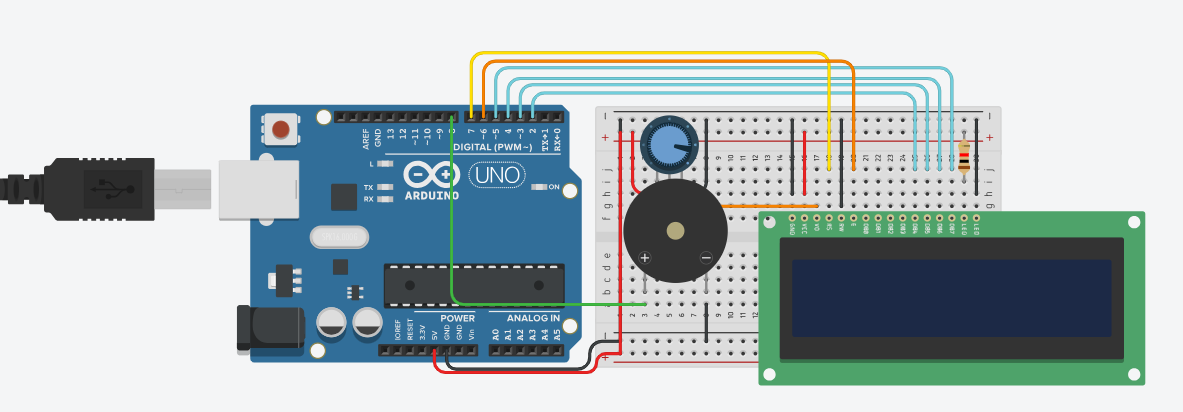 AREF
GND
13
12
~11
~10
~9
8
7
~6
~5
4
~3
2
TX→1
RX←0
DIGITAL (PWM~)
L
TX
RX
ARDUINO
UNO
ON
POWER
ANALOG IN
IOREF
RESET
3.3V
5V
GND
GND
Vin
A0
A1
A2
A3
A4
A5
GND
VCC
VO
RS
RW
E
DB0
DB1
DB2
DB3
DB4
DB5
DB6
DB7
LED
LED